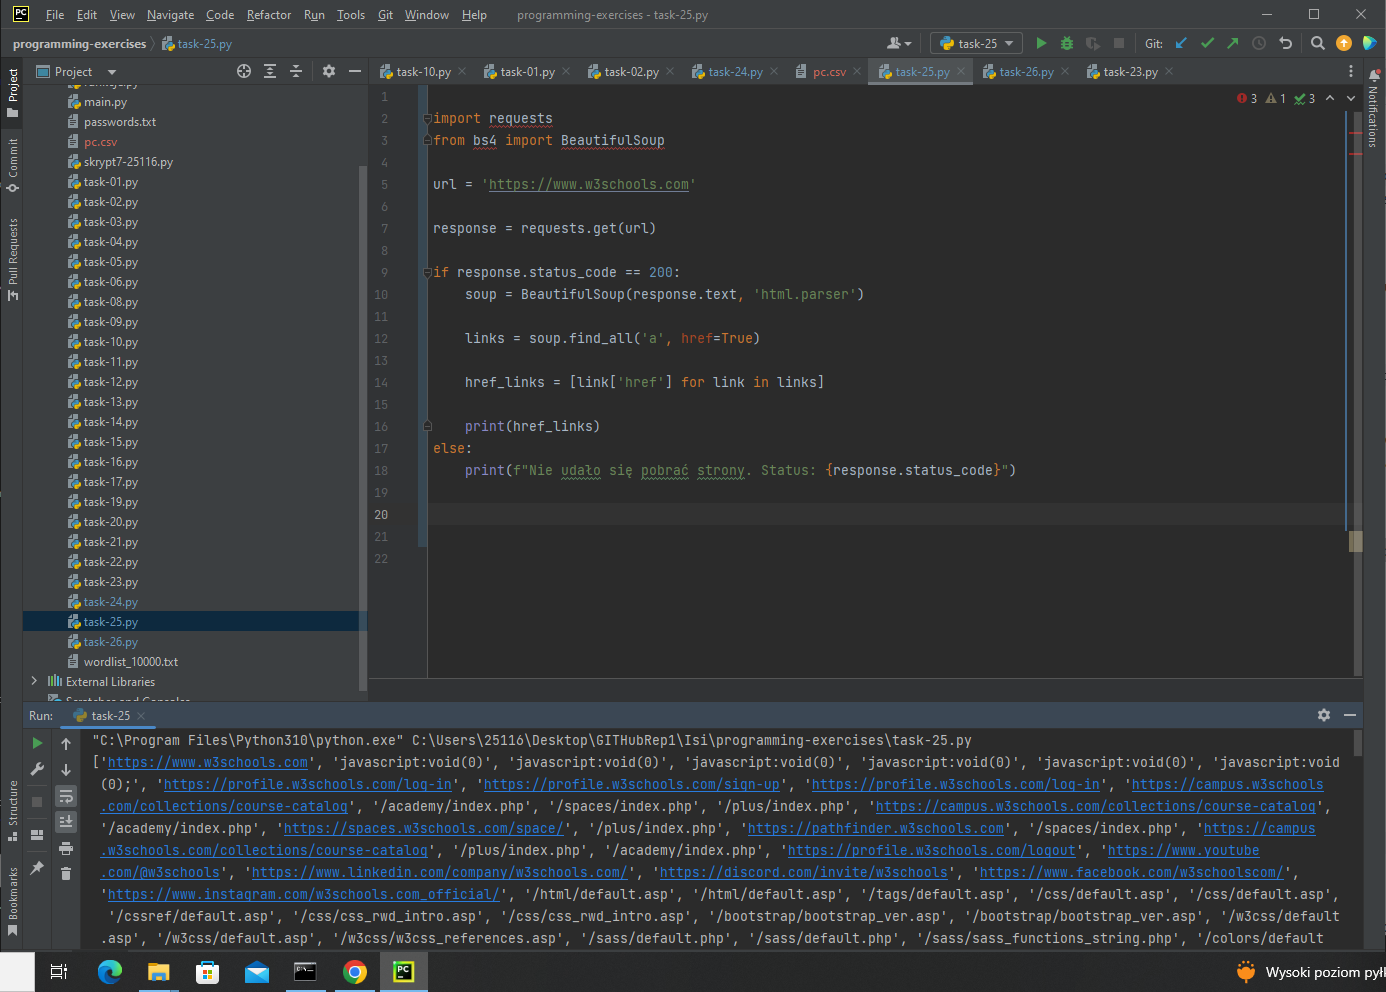 PC File Edit View Navigate Code Refactor Run Tools Git Window Help programming-exercises - task-25.py
programming-exercises task-25.py task-25 Git:
Project
task-10.py task-01.py task-02.py task-24.py pc.csv task-25.py task-26.py task-23.py
3 1 3
main.py
passwords.txt
pc.csv
skrypt7-25116.py
task-01.py
task-02.py
task-03.py
task-04.py
task-05.py
task-06.py
task-08.py
task-09.py
task-10.py
task-11.py
task-12.py
task-13.py
task-14.py
task-15.py
task-16.py
task-17.py
task-19.py
task-20.py
task-21.py
task-22.py
task-23.py
task-24.py
task-25.py
task-26.py
wordlist_10000.txt
External Libraries
Scratches and Consoles
Project
Commit
Pull Requests
Structure
Bookmarks
Notifications
1
2 import requests
3 from bs4 import BeautifulSoup
4
5 url = 'https://www.w3schools.com'
6
7 response = requests.get(url)
8
9 if response.status_code == 200:
10 soup = BeautifulSoup(response.text, 'html.parser')
11
12 links = soup.find_all('a', href=True)
13
14 href_links = [link['href'] for link in links]
15
16 print(href_links)
17 else:
18 print(f"Nie udało się pobrać strony. Status: {response.status_code}")
19
20
21
22
Run: task-25
"C:\Program Files\Python310\python.exe" C:\Users\25116\Desktop\GITHubRep1\Isi\programming-exercises\task-25.py
['https://www.w3schools.com', 'javascript:void(0)', 'javascript:void(0)', 'javascript:void(0)', 'javascript:void(0)', 'javascript:void(0)', 'javascript:void
(0);', 'https://profile.w3schools.com/log-in', 'https://profile.w3schools.com/sign-up', 'https://profile.w3schools.com/log-in', 'https://campus.w3schools
.com/collections/course-catalog', '/academy/index.php', '/spaces/index.php', '/plus/index.php', 'https://campus.w3schools.com/collections/course-catalog',
'/academy/index.php', 'https://spaces.w3schools.com/space/', '/plus/index.php', 'https://pathfinder.w3schools.com', '/spaces/index.php', 'https://campus
.w3schools.com/collections/course-catalog', '/plus/index.php', '/academy/index.php', 'https://profile.w3schools.com/logout', 'https://www.youtube
.com/@w3schools', 'https://www.linkedin.com/company/w3schools.com/', 'https://discord.com/invite/w3schools', 'https://www.facebook.com/w3schoolscom/',
'https://www.instagram.com/w3schools.com_official/', '/html/default.asp', '/html/default.asp', '/tags/default.asp', '/css/default.asp', '/css/default.asp',
'/cssref/default.asp', '/css/css_rwd_intro.asp', '/css/css_rwd_intro.asp', '/bootstrap/bootstrap_ver.asp', '/bootstrap/bootstrap_ver.asp', '/w3css/default
.asp', '/w3css/default.asp', '/w3css/w3css_references.asp', '/sass/default.php', '/sass/default.php', '/sass/sass_functions_string.php', '/colors/default
PC
Wysoki poziom pył